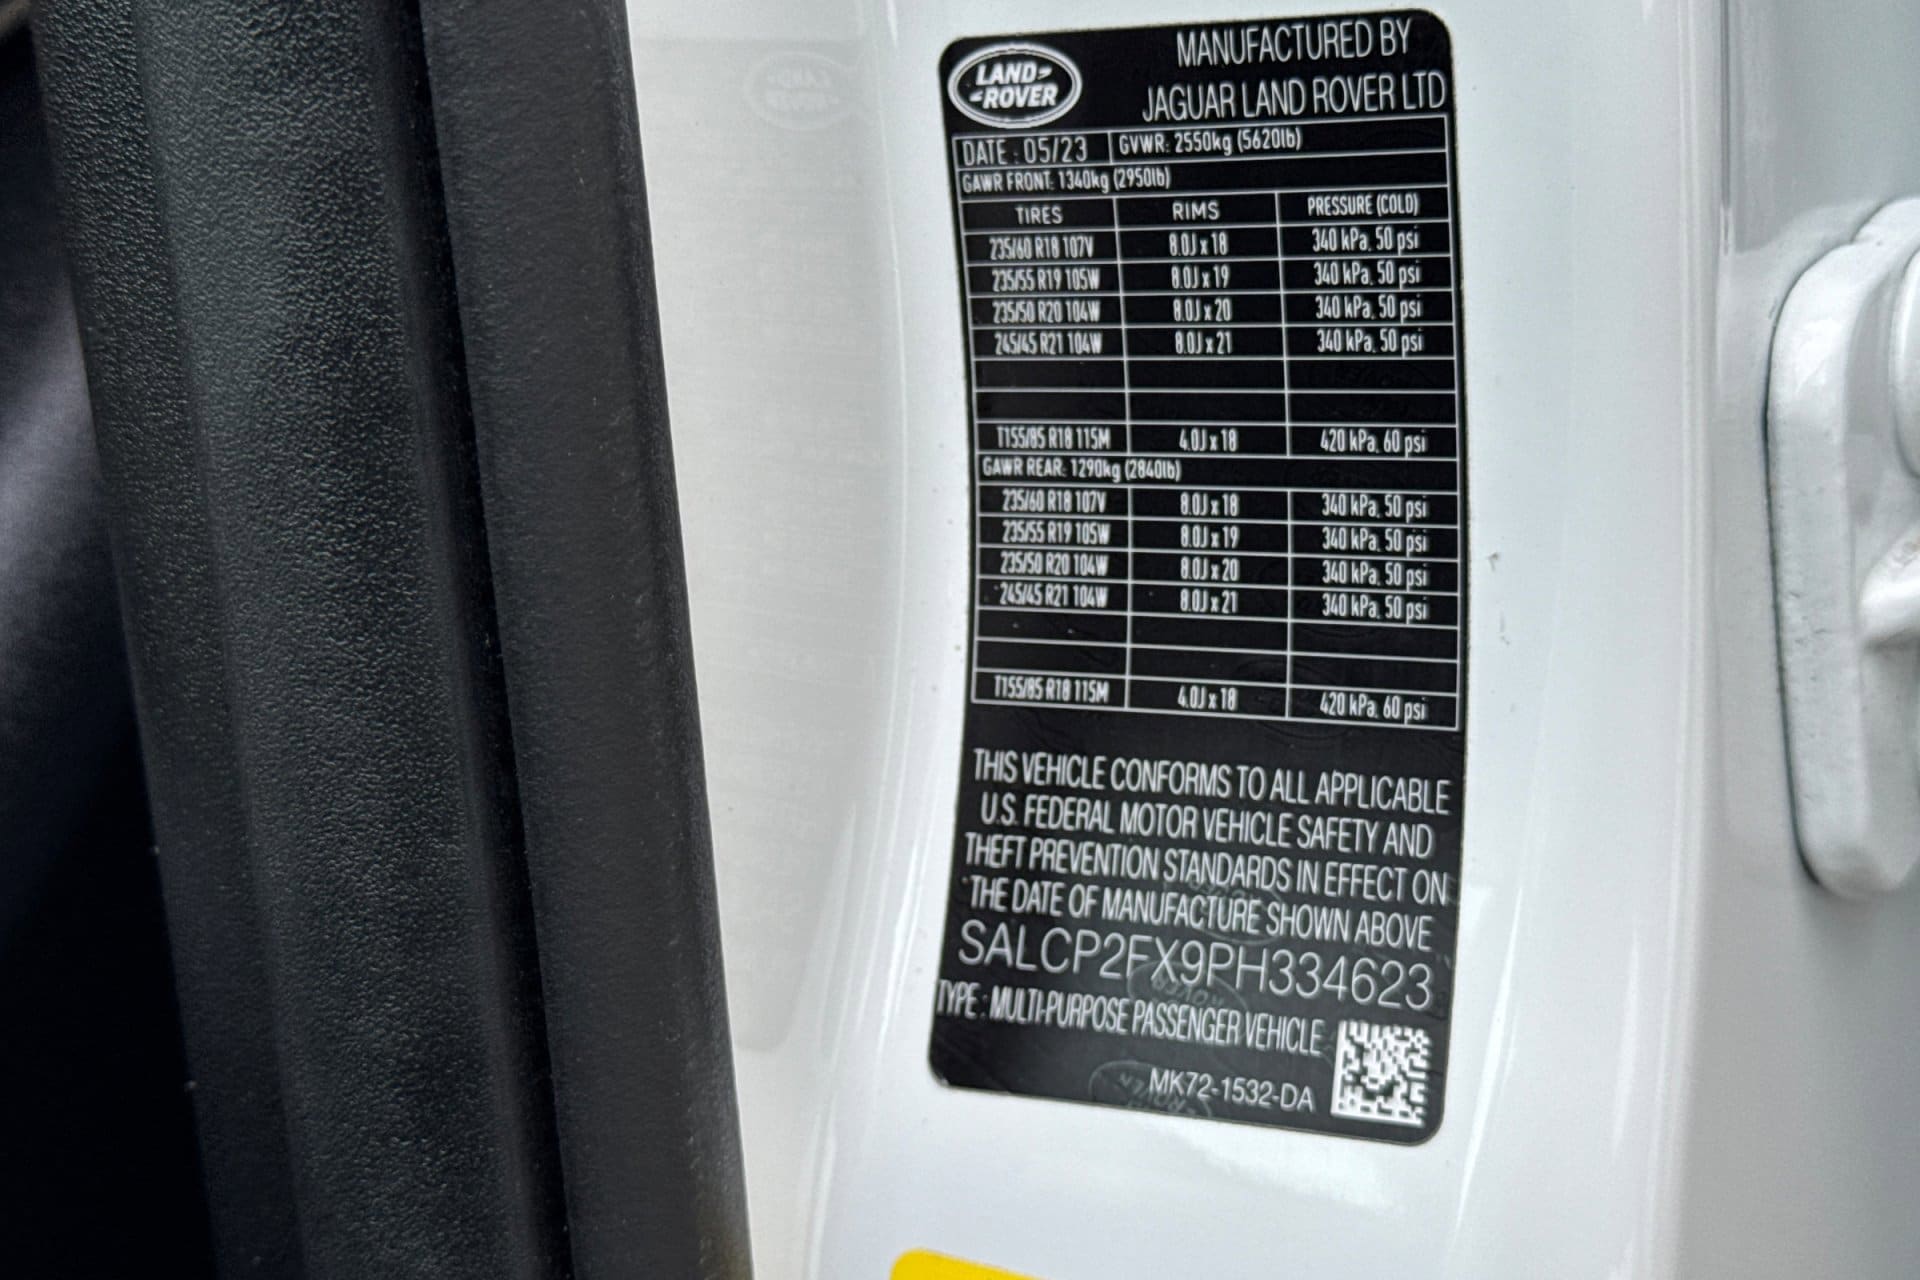 LAND
ROVER
MANUFACTURED BY
JAGUAR LAND ROVER LTD
DATE : 05/23 GVWR: 2550kg (5620lb)
GAWR FRONT: 1340kg (2950lb)
TIRES RIMS PRESSURE (COLD)
235/60 R18 107V 8.0J x 18 340 kPa, 50 psi
235/55 R19 105W 8.0J x 19 340 kPa, 50 psi
235/50 R20 104W 8.0J x 20 340 kPa, 50 psi
245/45 R21 104W 8.0J x 21 340 kPa, 50 psi
T155/85 R18 115M 4.0J x 18 420 kPa, 60 psi
GAWR REAR: 1290kg (2840lb)
235/60 R18 107V 8.0J x 18 340 kPa, 50 psi
235/55 R19 105W 8.0J x 19 340 kPa, 50 psi
235/50 R20 104W 8.0J x 20 340 kPa, 50 psi
245/45 R21 104W 8.0J x 21 340 kPa, 50 psi
T155/85 R18 115M 4.0J x 18 420 kPa, 60 psi
THIS VEHICLE CONFORMS TO ALL APPLICABLE
U.S. FEDERAL MOTOR VEHICLE SAFETY AND
THEFT PREVENTION STANDARDS IN EFFECT ON
THE DATE OF MANUFACTURE SHOWN ABOVE
SALCP2FX9PH334623
TYPE : MULTI-PURPOSE PASSENGER VEHICLE
MK72-1532-DA